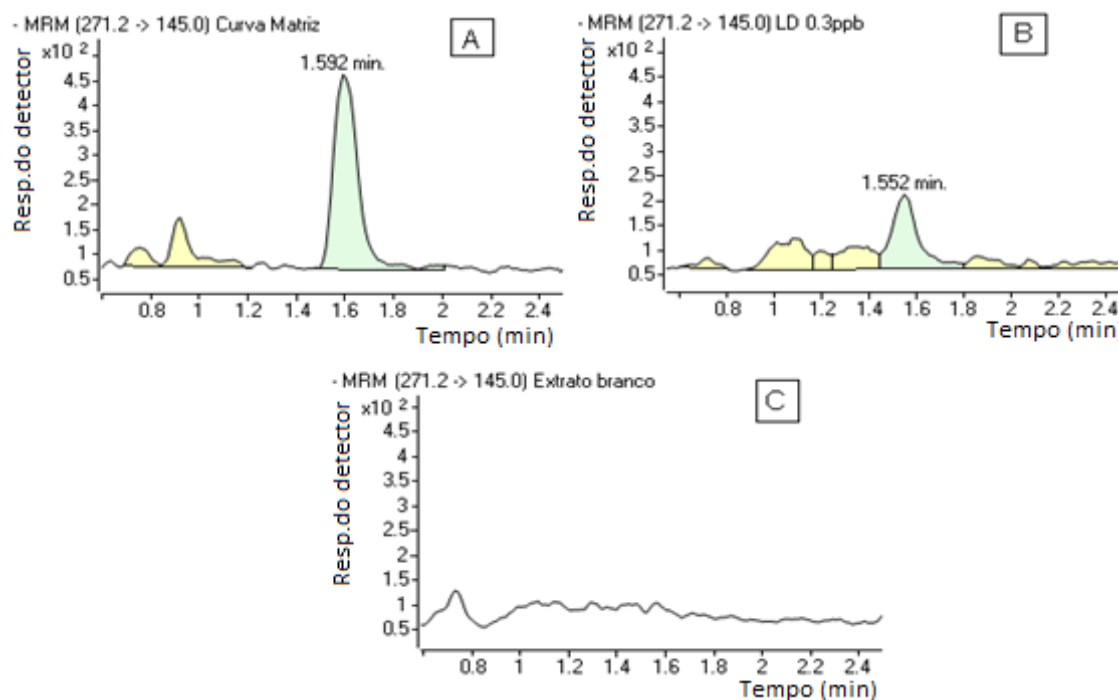 - MRM (271.2 -> 145.0) Curva Matriz
A
x10 2
4.5
4
3.5
3
2.5
2
1.5
1
0.5
Resp.do detector
1.592 min.
0.8 1 1.2 1.4 1.6 1.8 2 2.2 2.4
Tempo (min)
- MRM (271.2 -> 145.0) LD 0.3ppb
B
x10 2
4.5
4
3.5
3
2.5
2
1.5
1
0.5
Resp.do detector
1.552 min.
0.8 1 1.2 1.4 1.6 1.8 2 2.2 2.4
Tempo (min
- MRM (271.2 -> 145.0) Extrato branco
C
x10 2
4.5
4
3.5
3
2.5
2
1.5
1
0.5
Resp.do detector
0.8 1 1.2 1.4 1.6 1.8 2 2.2 2.4
Tempo (min)